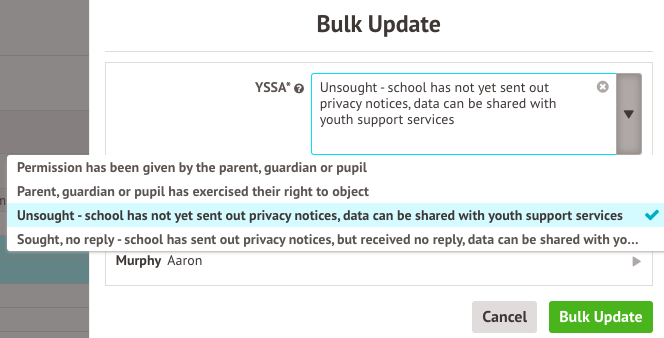 Bulk Update
YSSA*
Unsought - school has not yet sent out
privacy notices, data can be shared with
youth support services
Permission has been given by the parent, guardian or pupil
Parent, guardian or pupil has exercised their right to object
Unsought - school has not yet sent out privacy notices, data can be shared with youth support services
Sought, no reply - school has sent out privacy notices, but received no reply, data can be shared with yo...
Murphy Aaron
Cancel
Bulk Update